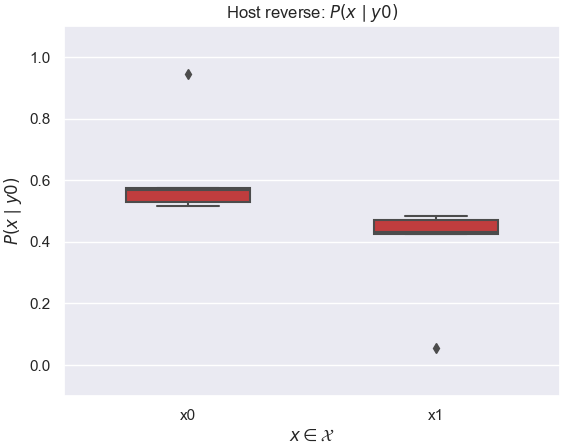 Host reverse: P(x | y0)
1.0
0.8
0.6
0.4
0.2
0.0
P(x | y0)
x0 x1
x ∈ 𝒳